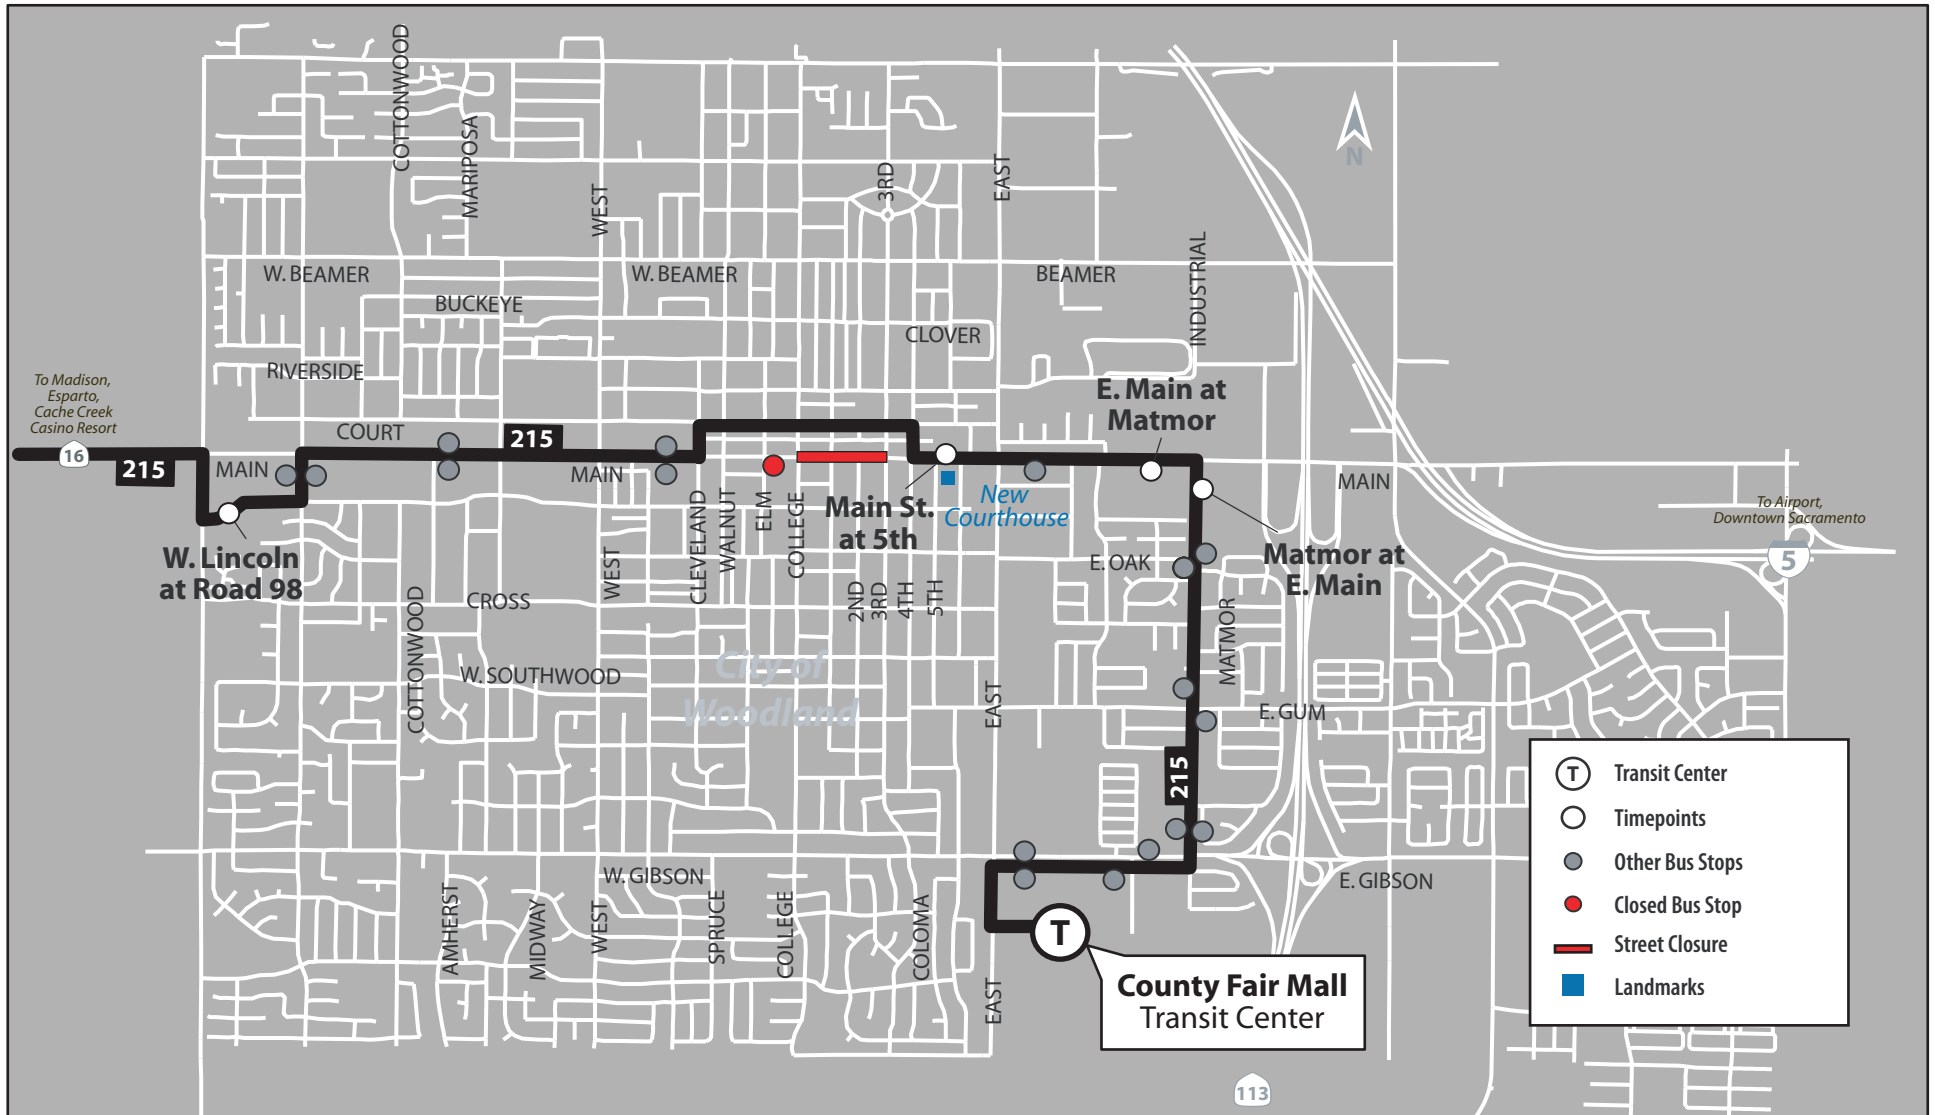 COTTONWOOD
MARIPOSA
WEST
3RD
EAST
N
INDUSTRIAL
W. BEAMER
W. BEAMER
BEAMER
BUCKEYE
CLOVER
RIVERSIDE
To Madison,
Esparto,
Cache Creek
Casino Resort
16
215
COURT
MAIN
215
MAIN
E. Main at
Matmor
MAIN
New
Courthouse
Main St.
at 5th
CLEVELAND
WALNUT
ELM
COLLEGE
To Airport,
Downtown Sacramento
5
W. Lincoln
at Road 98
WEST
E. OAK
Matmor at
E. Main
CROSS
2ND
3RD
4TH
5TH
COTTONWOOD
MATMOR
W. SOUTHWOOD
City of
Woodland
EAST
E. GUM
215
W. GIBSON
E. GIBSON
AMHERST
MIDWAY
WEST
SPRUCE
COLLEGE
COLOMA
EAST
T
County Fair Mall
Transit Center
113
T Transit Center
Timepoints
Other Bus Stops
Closed Bus Stop
Street Closure
Landmarks